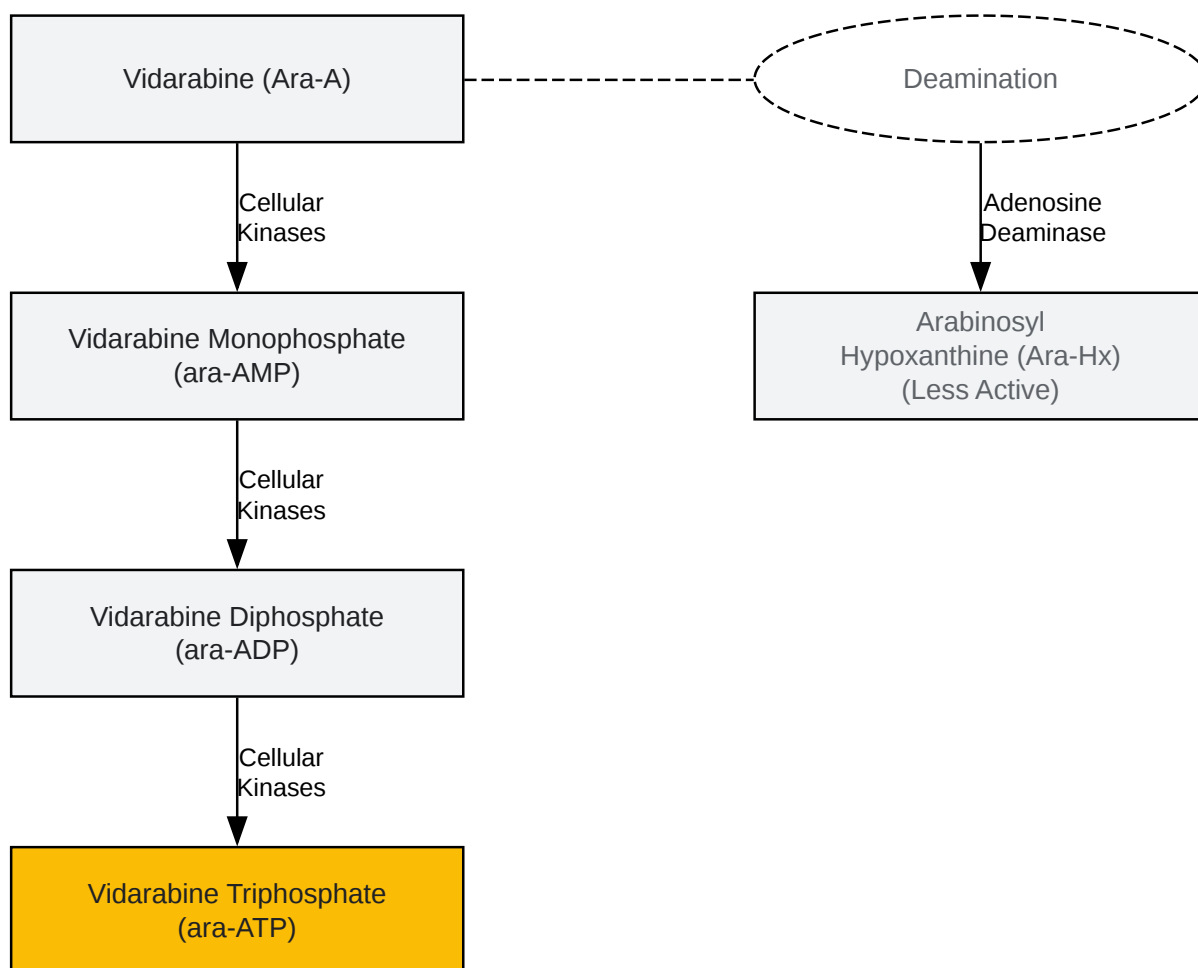 Vidarabine (Ara-A)
Deamination
Cellular
Kinases
Adenosine
Deaminase
Vidarabine Monophosphate
(ara-AMP)
Arabinosyl
Hypoxanthine (Ara-Hx)
(Less Active)
Cellular
Kinases
Vidarabine Diphosphate
(ara-ADP)
Cellular
Kinases
Vidarabine Triphosphate
(ara-ATP)